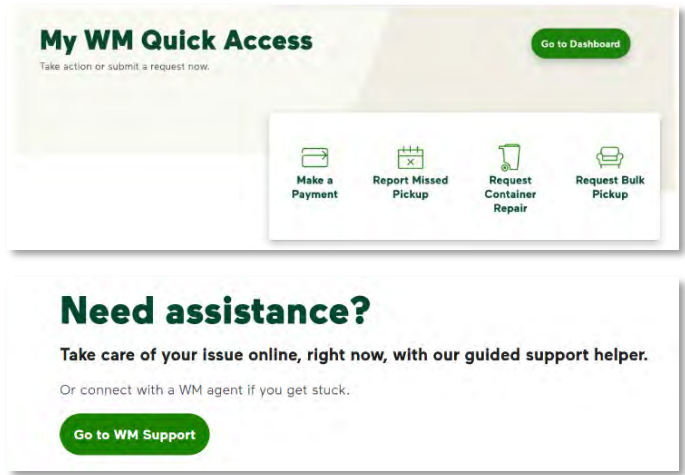 My WM Quick Access
Go to Dashboard
Take action or submit a request now.
Make a
Payment
Report Missed
Pickup
Request
Container
Repair
Request Bulk
Pickup
Need assistance?
Take care of your issue online, right now, with our guided support helper.
Or connect with a WM agent if you get stuck.
Go to WM Support